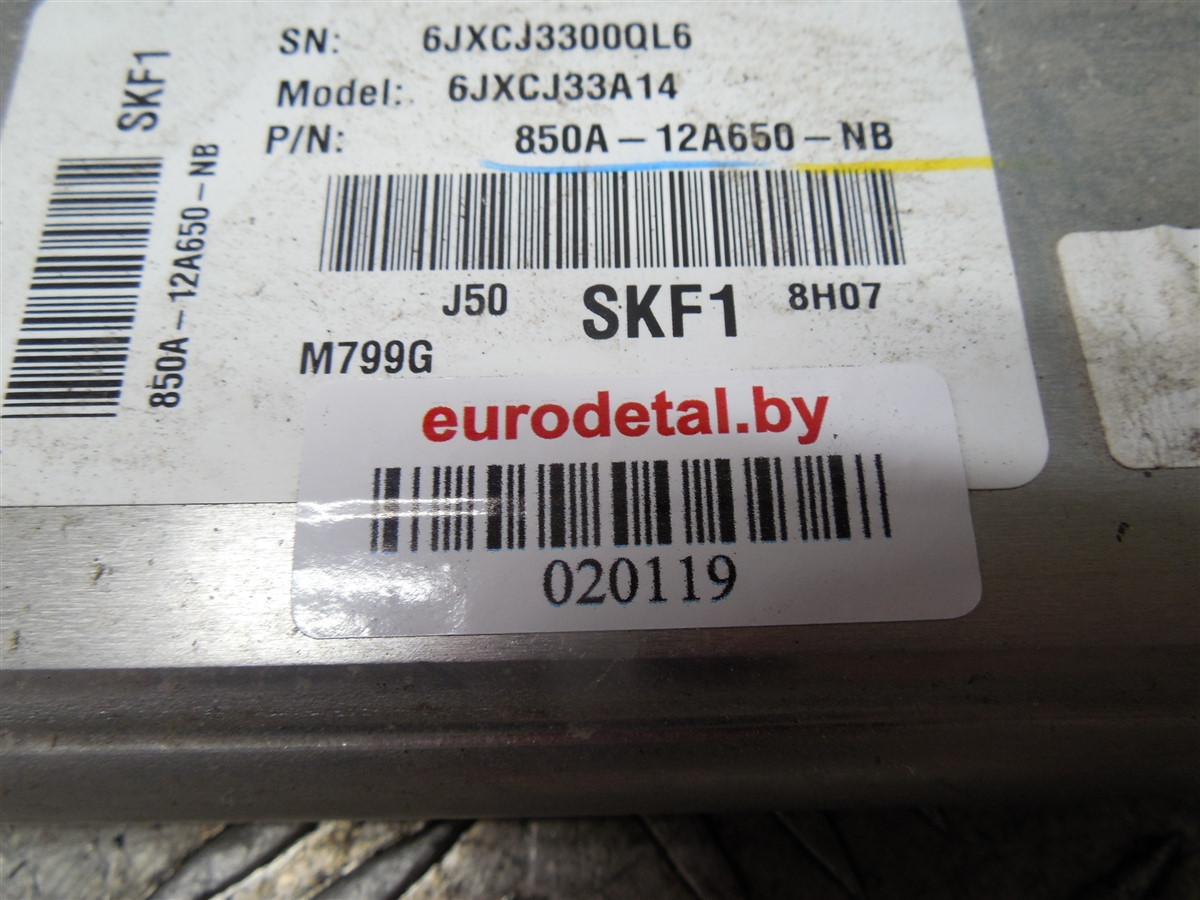 SN: 6JXCJ3300QL6
Model: 6JXCJ33A14
P/N: 850A-12A650-NB
SKF1
850A-12A650-NB
J50 SKF1 8H07
M799G
eurodetal.by
020119